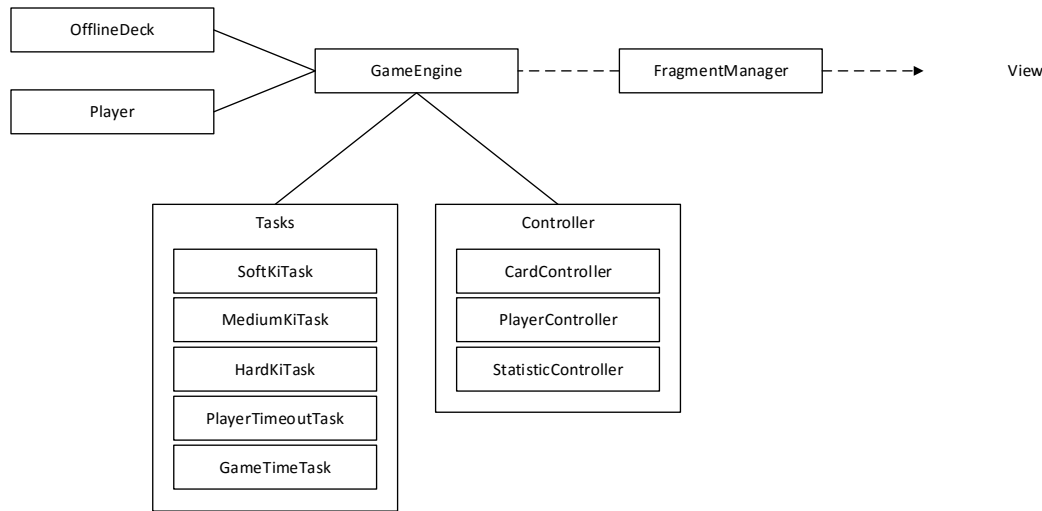 OfflineDeck
GameEngine
FragmentManager
View
Player
Tasks
SoftKiTask
MediumKiTask
HardKiTask
PlayerTimeoutTask
GameTimeTask
Controller
CardController
PlayerController
StatisticController